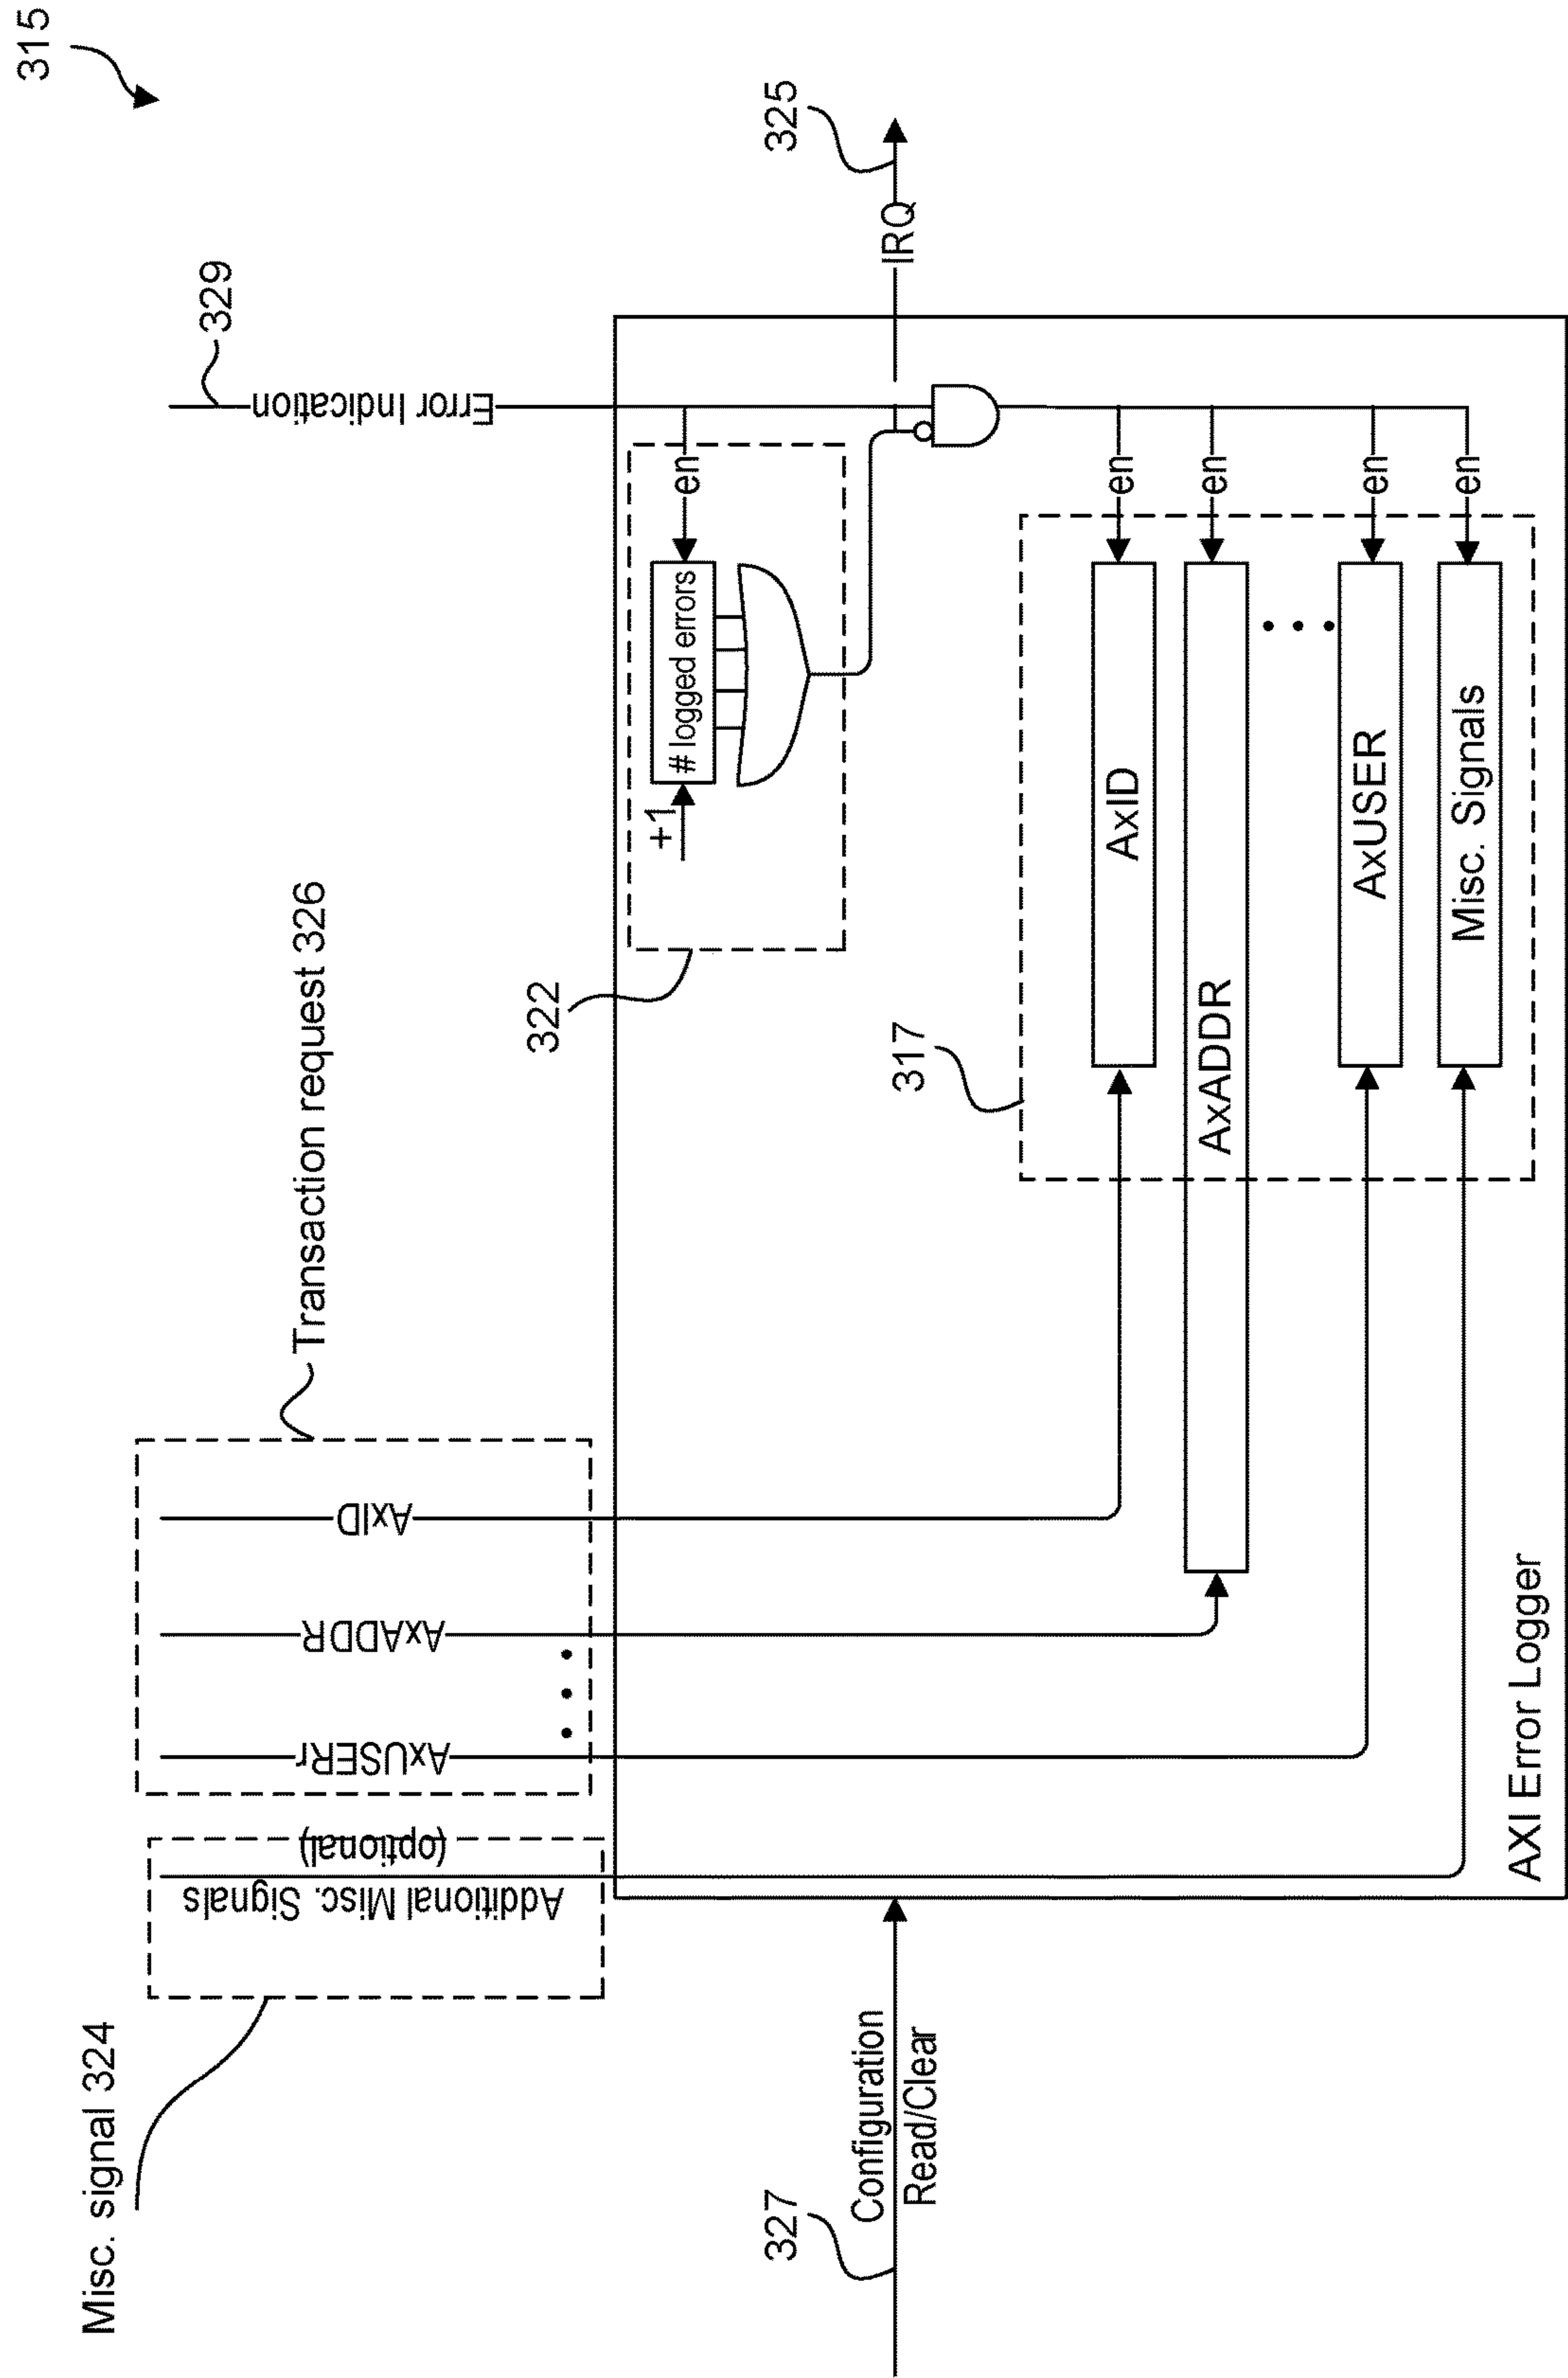 315
Misc. signal 324
Transaction request 326
329
Additional Misc. Signals
(optional)
AxUSERr
AxADDR
AxID
Error Indication
322
+1
# logged errors
en
327
Configuration
Read/Clear
IRQ
325
317
AxID
en
AxADDR
en
AxUSER
en
Misc. Signals
en
AXI Error Logger